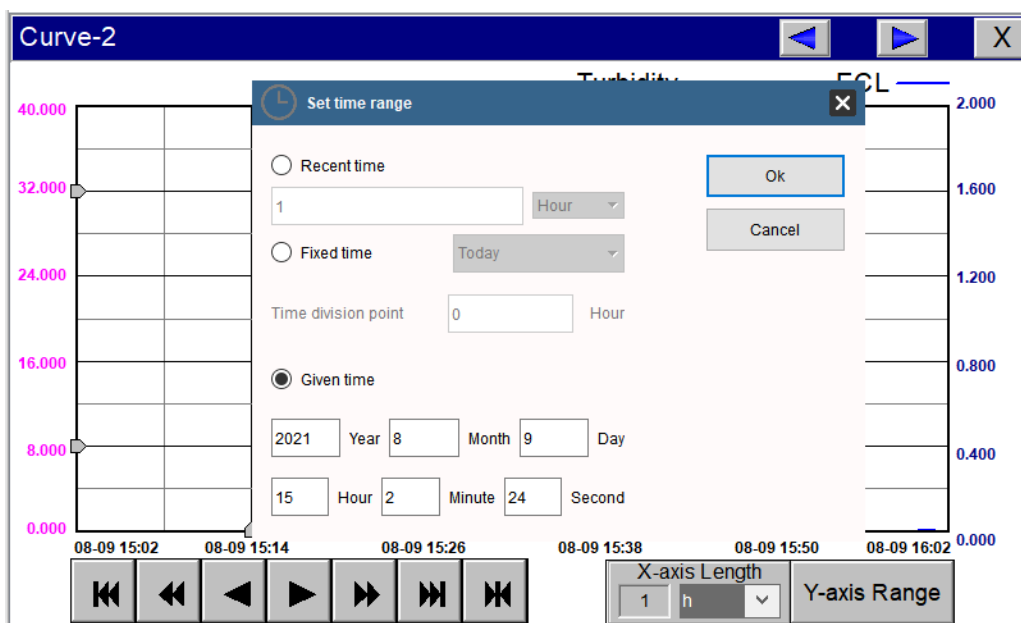 Curve-2
X
Turbidity
FCL
Set time range
40.000
2.000
Recent time
Ok
32.000
1.600
1
Hour
Cancel
Fixed time
Today
24.000
1.200
Time division point
0
Hour
16.000
0.800
Given time
2021 Year 8 Month 9 Day
8.000
0.400
15 Hour 2 Minute 24 Second
0.000
0.000
08-09 15:02 08-09 15:14 08-09 15:26 08-09 15:38 08-09 15:50 08-09 16:02
X-axis Length
1 h
Y-axis Range